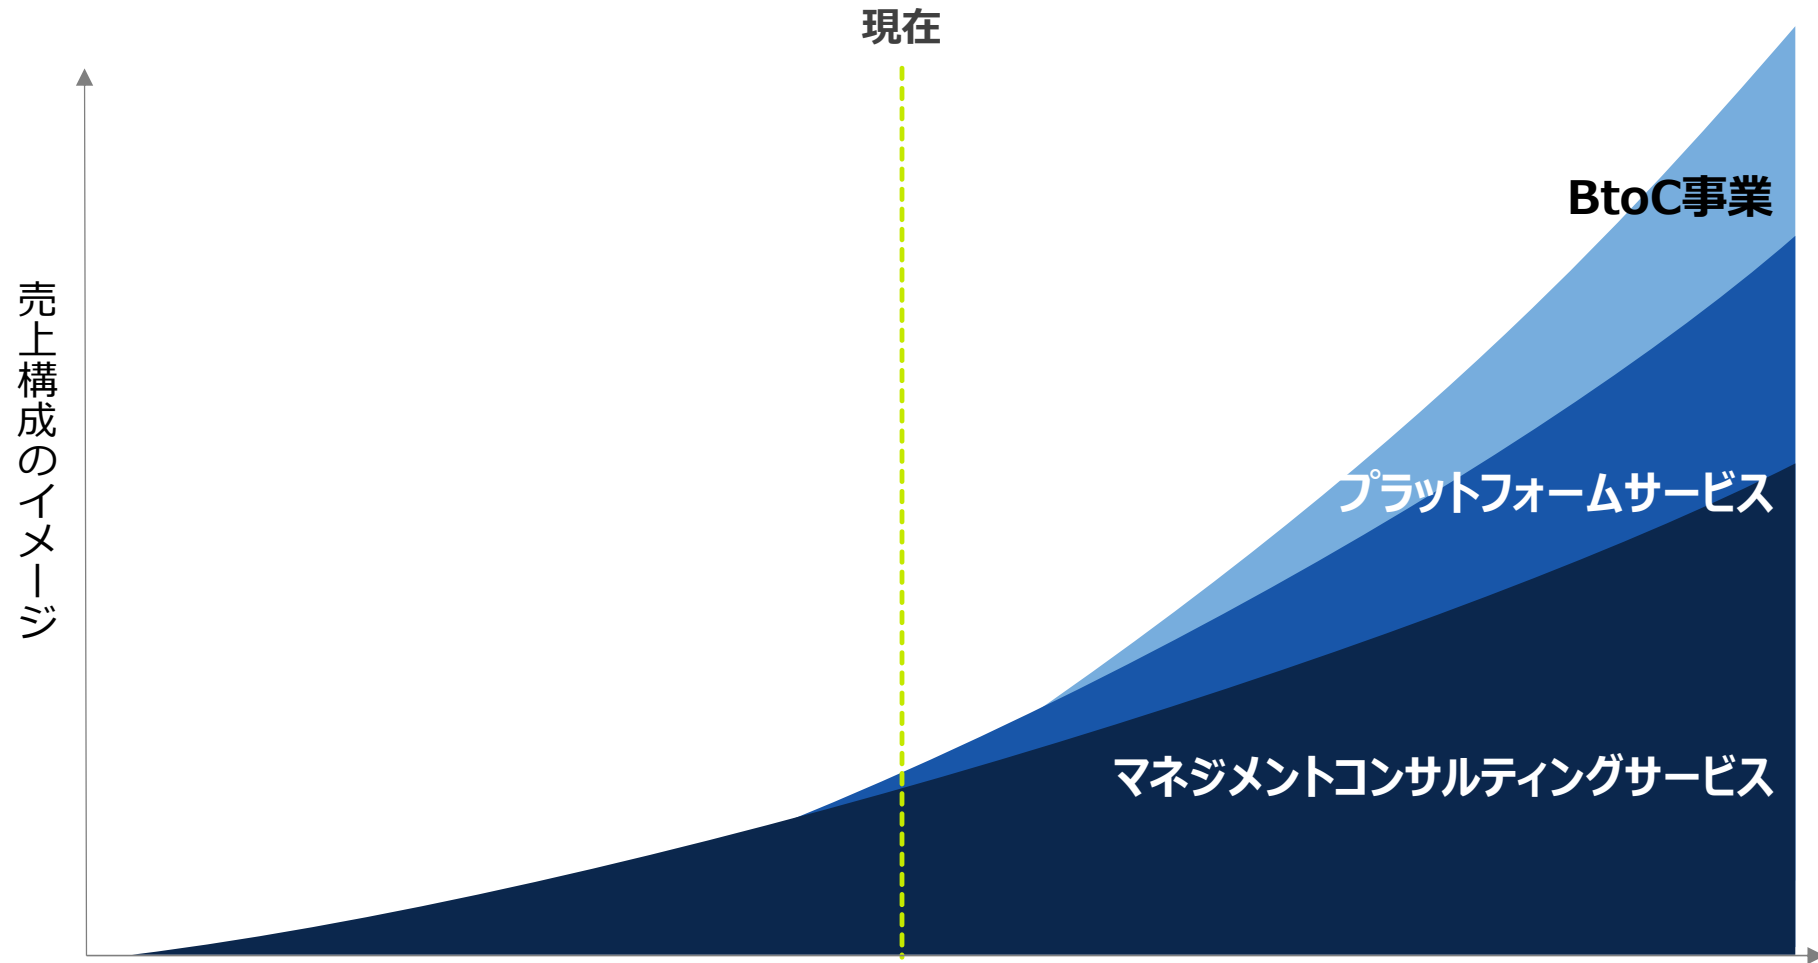 現在
売上構成のイメージ
BtoC事業
プラットフォームサービス
マネジメントコンサルティングサービス